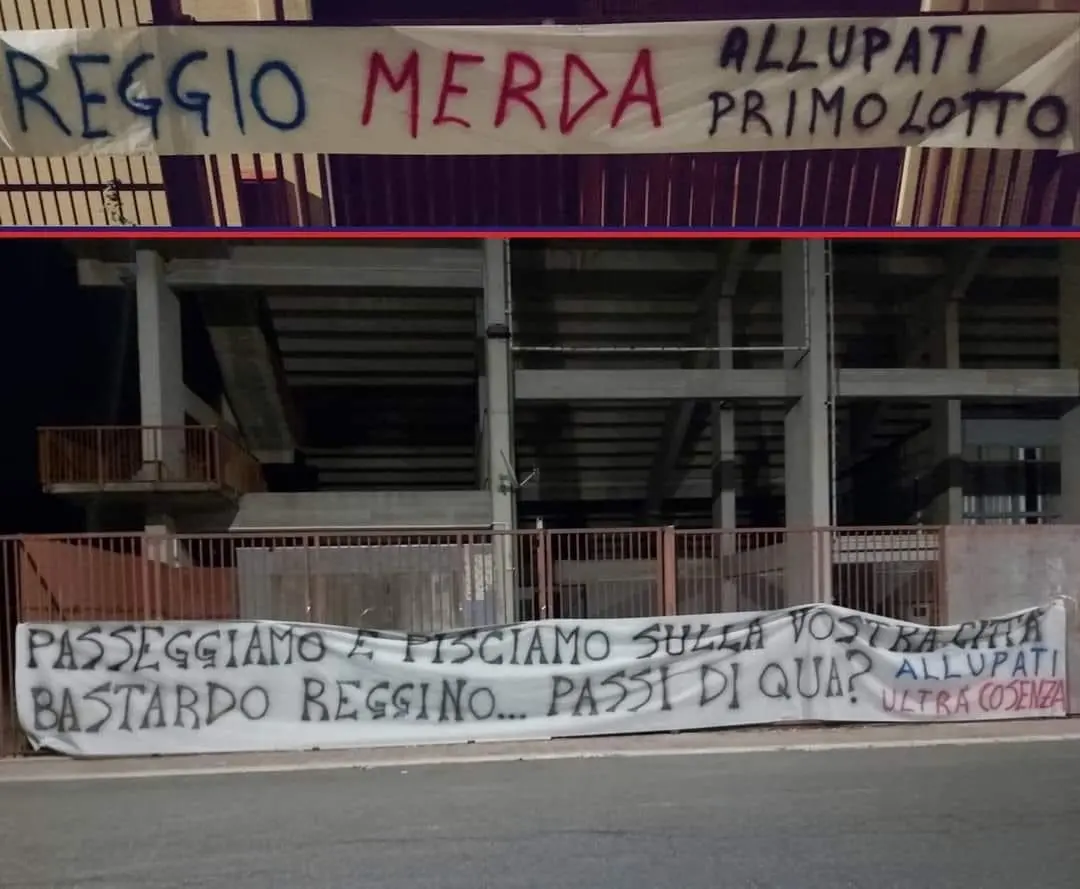 REGGIO MERDA ALLUPATI
PRIMO LOTTO
PASSEGGIAMO E PISCIAMO SULLA VOSTRA CITTÀ
BASTARDO REGGINO... PASSI DI QUA?
ALLUPATI
ULTRA COSENZA